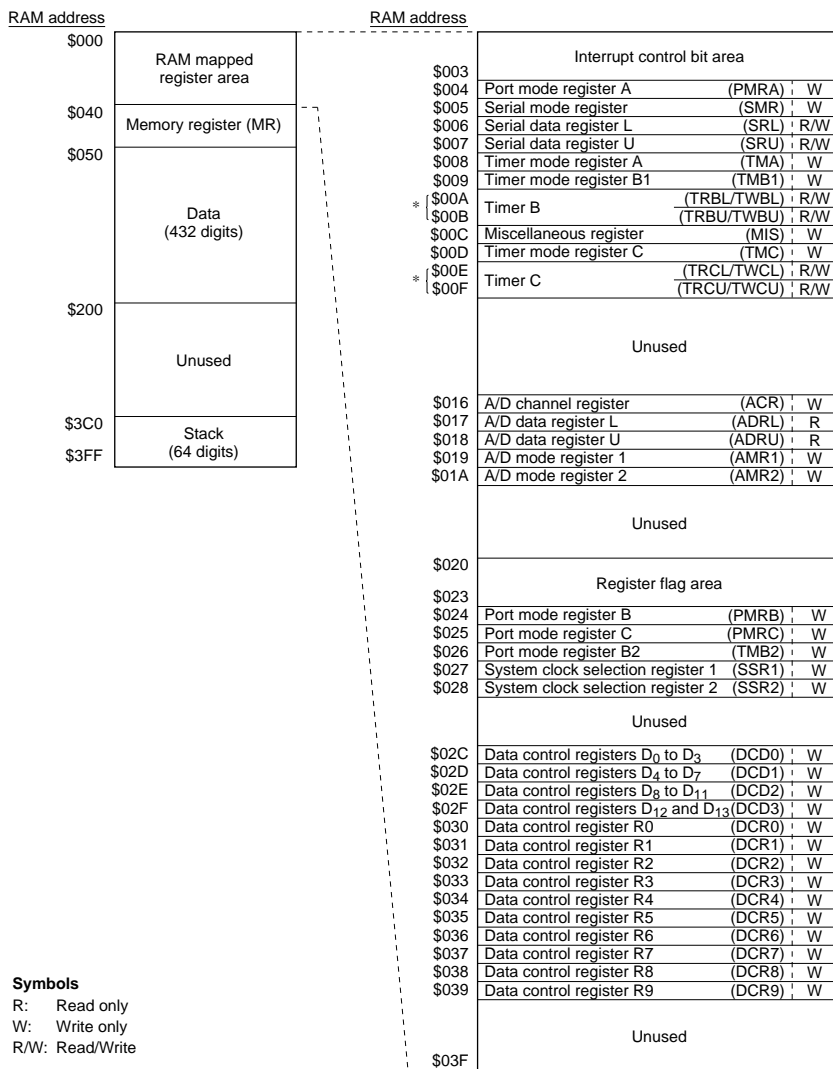 RAM address
$000
RAM mapped
register area
$040
Memory register (MR)
$050
Data
(432 digits)
$200
Unused
$3C0
Stack
(64 digits)
$3FF
Symbols
R: Read only
W: Write only
R/W: Read/Write
RAM address
Interrupt control bit area
$003
$004 Port mode register A (PMRA) W
$005 Serial mode register (SMR) W
$006 Serial data register L (SRL) R/W
$007 Serial data register U (SRU) R/W
$008 Timer mode register A (TMA) W
$009 Timer mode register B1 (TMB1) W
* $00A Timer B (TRBL/TWBL) R/W
$00B (TRBU/TWBU) R/W
$00C Miscellaneous register (MIS) W
$00D Timer mode register C (TMC) W
* $00E Timer C (TRCL/TWCL) R/W
$00F (TRCU/TWCU) R/W
Unused
$016 A/D channel register (ACR) W
$017 A/D data register L (ADRL) R
$018 A/D data register U (ADRU) R
$019 A/D mode register 1 (AMR1) W
$01A A/D mode register 2 (AMR2) W
Unused
$020
Register flag area
$023
$024 Port mode register B (PMRB) W
$025 Port mode register C (PMRC) W
$026 Port mode register B2 (TMB2) W
$027 System clock selection register 1 (SSR1) W
$028 System clock selection register 2 (SSR2) W
Unused
$02C Data control registers D0 to D3 (DCD0) W
$02D Data control registers D4 to D7 (DCD1) W
$02E Data control registers D8 to D11 (DCD2) W
$02F Data control registers D12 and D13(DCD3) W
$030 Data control register R0 (DCR0) W
$031 Data control register R1 (DCR1) W
$032 Data control register R2 (DCR2) W
$033 Data control register R3 (DCR3) W
$034 Data control register R4 (DCR4) W
$035 Data control register R5 (DCR5) W
$036 Data control register R6 (DCR6) W
$037 Data control register R7 (DCR7) W
$038 Data control register R8 (DCR8) W
$039 Data control register R9 (DCR9) W
Unused
$03F